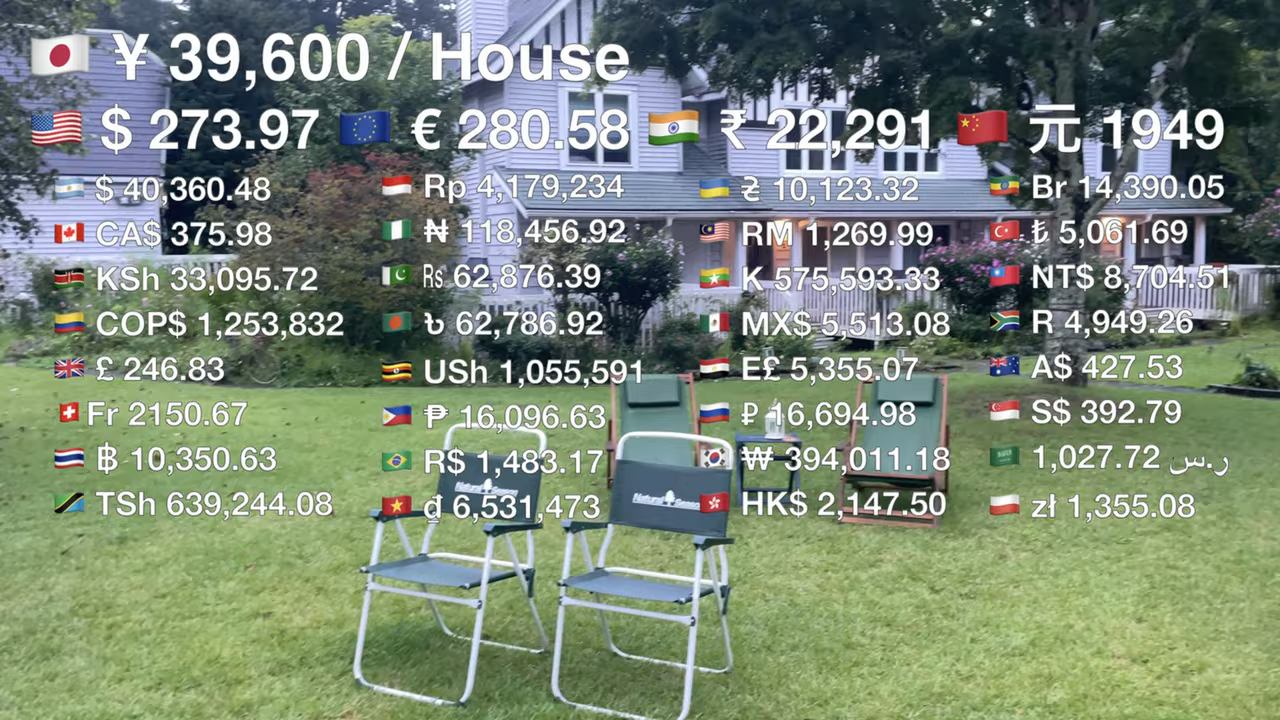 ¥ 39,600 / House
$ 273.97 € 280.58 ₹ 22,291 元 1949
$ 40,360.48 Rp 4,179,234 ₴ 10,123.32 Br 14,390.05
CA$ 375.98 ₦ 118,456.92 RM 1,269.99 ₺ 5,061.69
KSh 33,095.72 Rs 62,876.39 K 575,593.33 NT$ 8,704.51
COP$ 1,253,832 ৳ 62,786.92 MX$ 5,513.08 R 4,949.26
£ 246.83 USh 1,055,591 E£ 5,355.07 A$ 427.53
Fr 2150.67 ₱ 16,096.63 ₽ 16,694.98 S$ 392.79
฿ 10,350.63 R$ 1,483.17 ₩ 394,011.18 1,027.72 ر.س
TSh 639,244.08 ₫ 6,531,473 HK$ 2,147.50 zł 1,355.08
Natural Natural